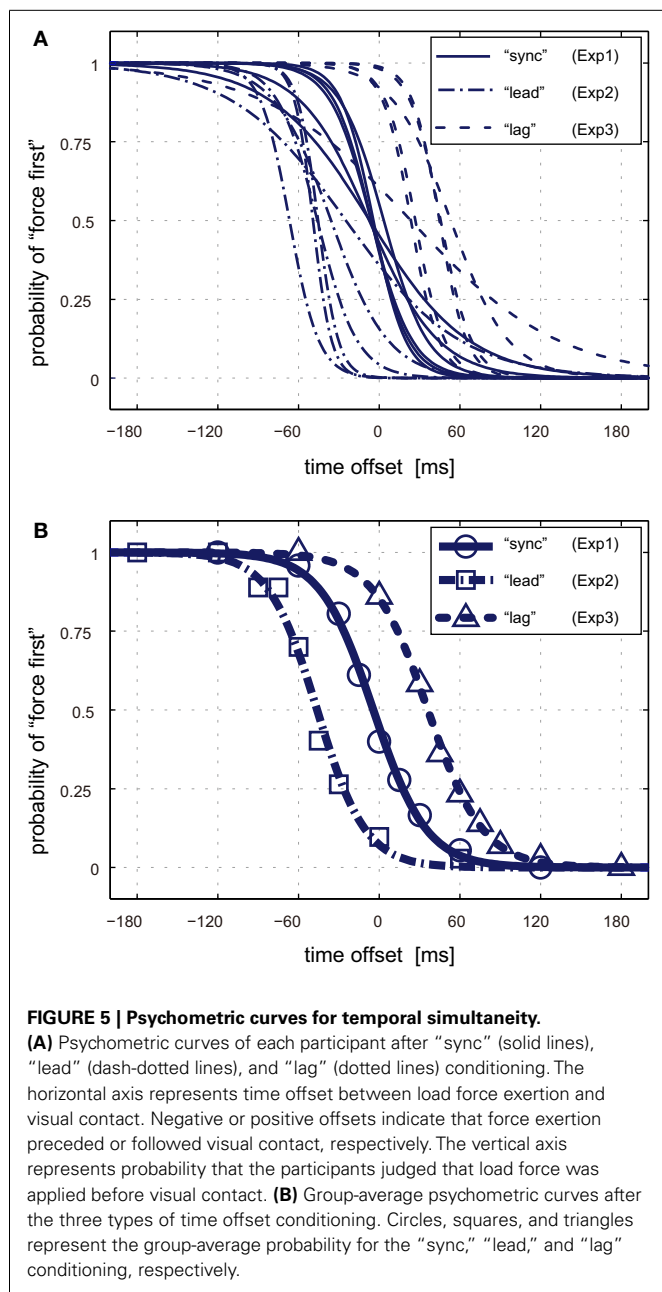 A
1
0.75
0.5
0.25
0
probability of "force first"
"sync" (Exp1)
"lead" (Exp2)
"lag" (Exp3)
−180 −120 −60 0 60 120 180
time offset [ms]
B
1
0.75
0.5
0.25
0
probability of "force first"
"sync" (Exp1)
"lead" (Exp2)
"lag" (Exp3)
−180 −120 −60 0 60 120 180
time offset [ms]
FIGURE 5 | Psychometric curves for temporal simultaneity.
(A) Psychometric curves of each participant after “sync” (solid lines),
“lead” (dash-dotted lines), and “lag” (dotted lines) conditioning. The
horizontal axis represents time offset between load force exertion and
visual contact. Negative or positive offsets indicate that force exertion
preceded or followed visual contact, respectively. The vertical axis
represents probability that the participants judged that load force was
applied before visual contact. (B) Group-average psychometric curves after
the three types of time offset conditioning. Circles, squares, and triangles
represent the group-average probability for the “sync,” “lead,” and “lag”
conditioning, respectively.